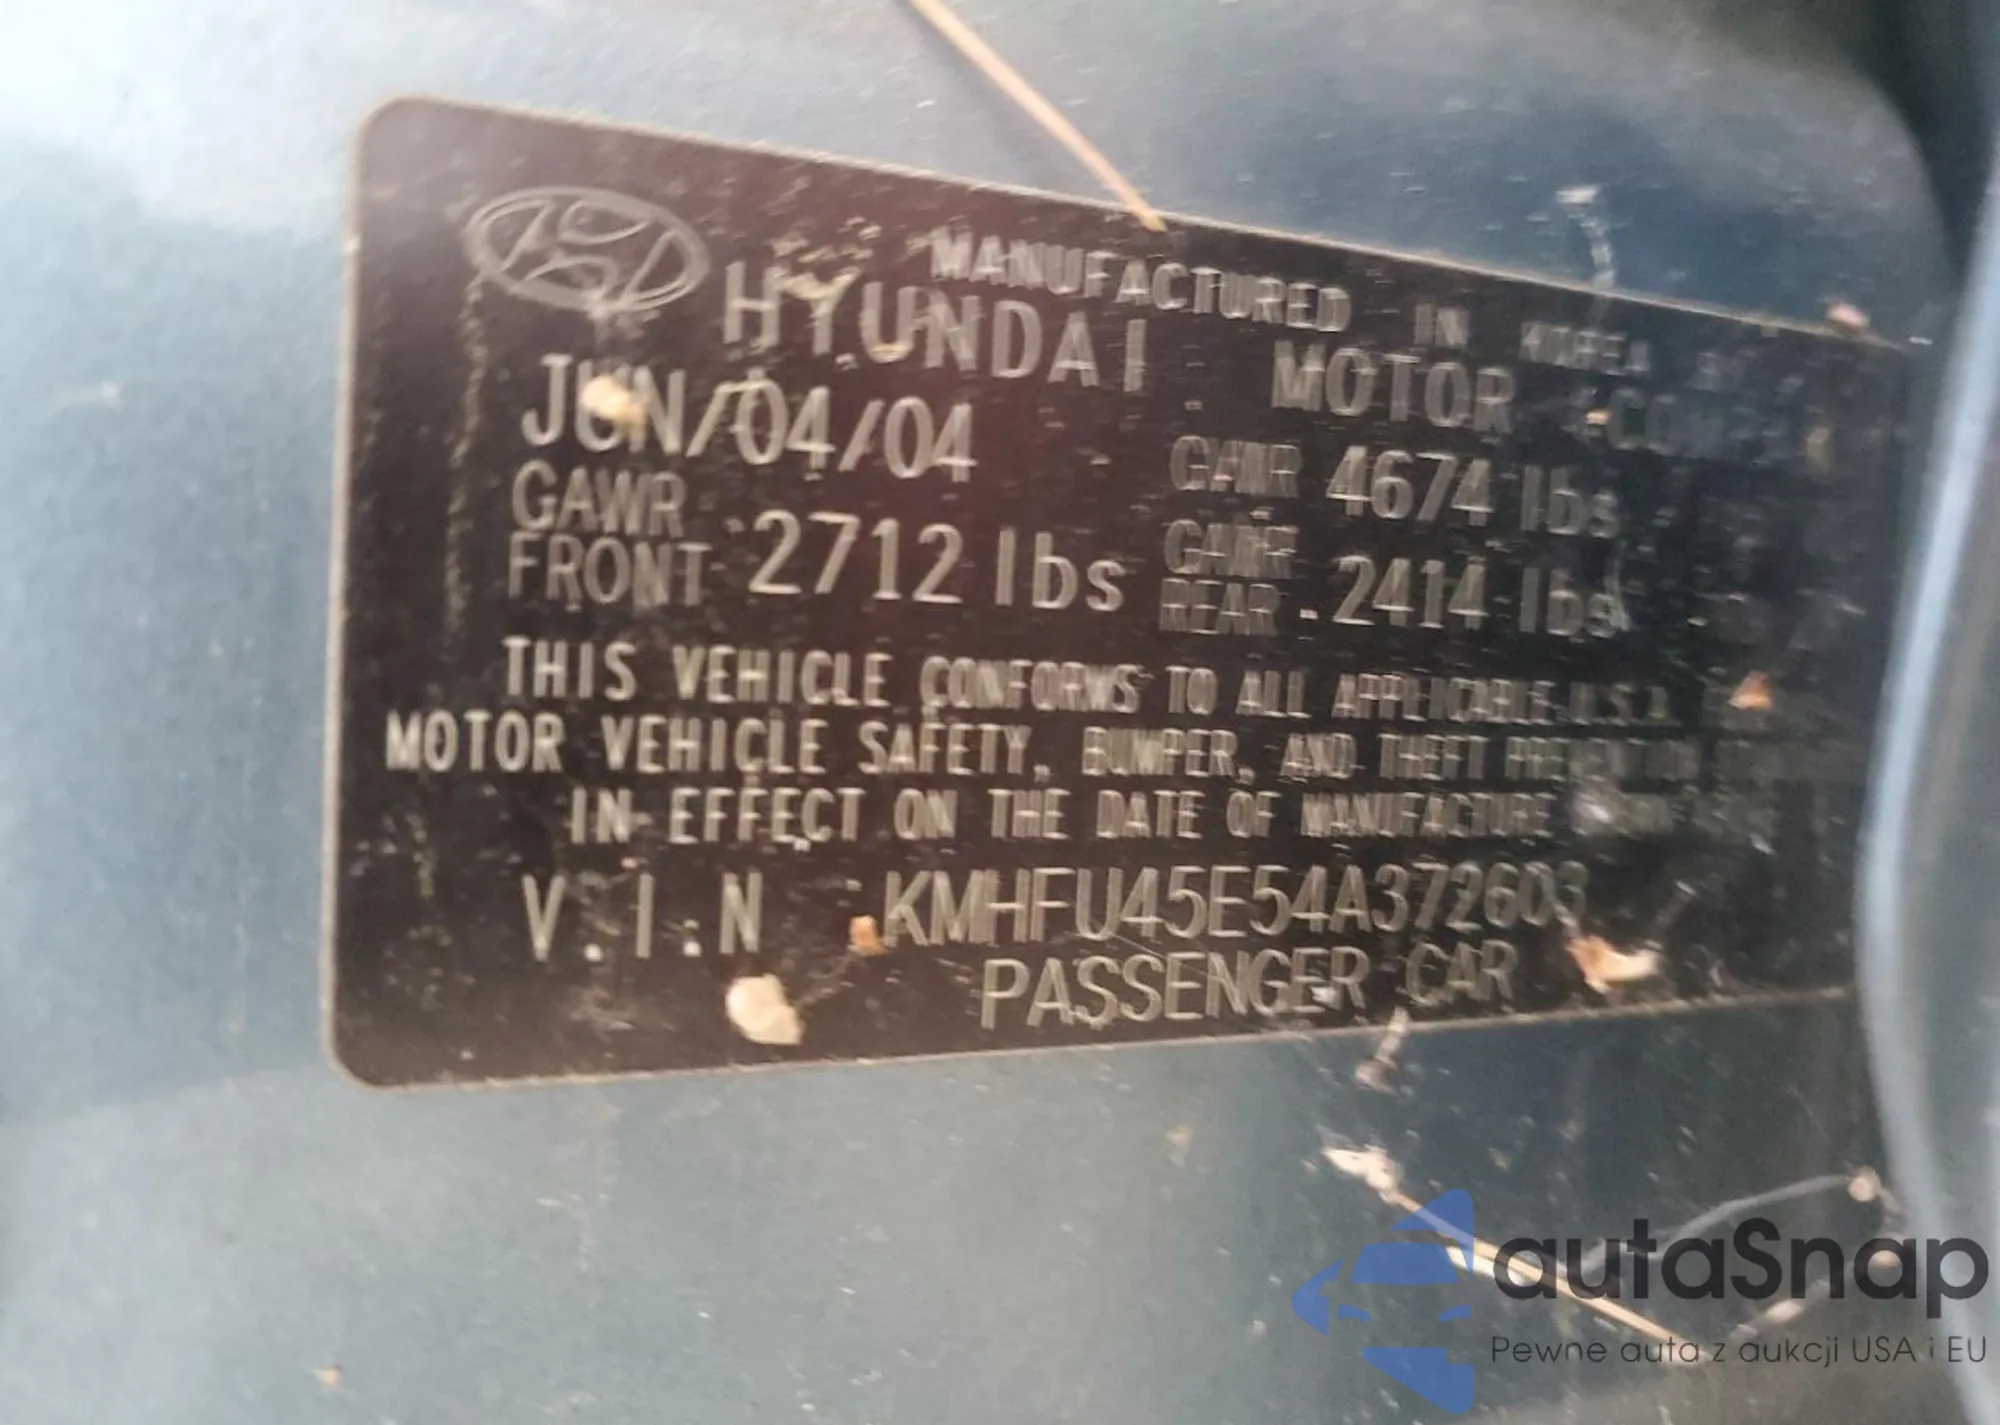 MANUFACTURED IN KOREA BY
HYUNDAI MOTOR
JUN/04/04 GVWR 4674 lbs
GAWR FRONT 2712 lbs GAWR REAR 2414 lbs
THIS VEHICLE CONFORMS TO ALL APPLICABLE U.S.A.
MOTOR VEHICLE SAFETY, BUMPER, AND THEFT PREVENTION
IN EFFECT ON THE DATE OF MANUFACTURE
V.I.N KMHFU45E54A372603
PASSENGER CAR
autaSnap
Pewne auta z aukcji USA i EU